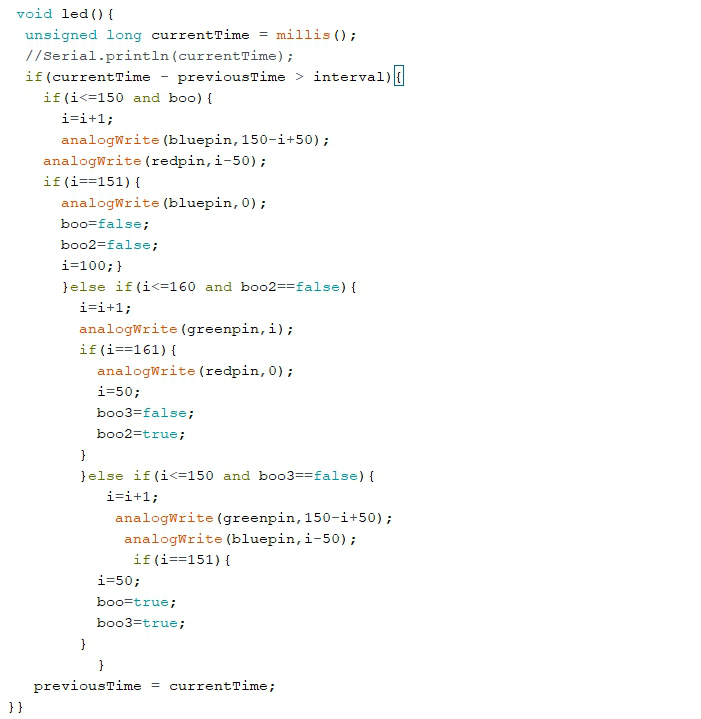 void led(){
unsigned long currentTime = millis();
//Serial.println(currentTime);
if(currentTime - previousTime > interval){
if(i<=150 and boo){
i=i+1;
analogWrite(bluepin,150-i+50);
analogWrite(redpin,i-50);
if(i==151){
analogWrite(bluepin,0);
boo=false;
boo2=false;
i=100;}
}else if(i<=160 and boo2==false){
i=i+1;
analogWrite(greenpin,i);
if(i==161){
analogWrite(redpin,0);
i=50;
boo3=false;
boo2=true;
}
}else if(i<=150 and boo3==false){
i=i+1;
analogWrite(greenpin,150-i+50);
analogWrite(bluepin,i-50);
if(i==151){
i=50;
boo=true;
boo3=true;
}
}
previousTime = currentTime;
}}